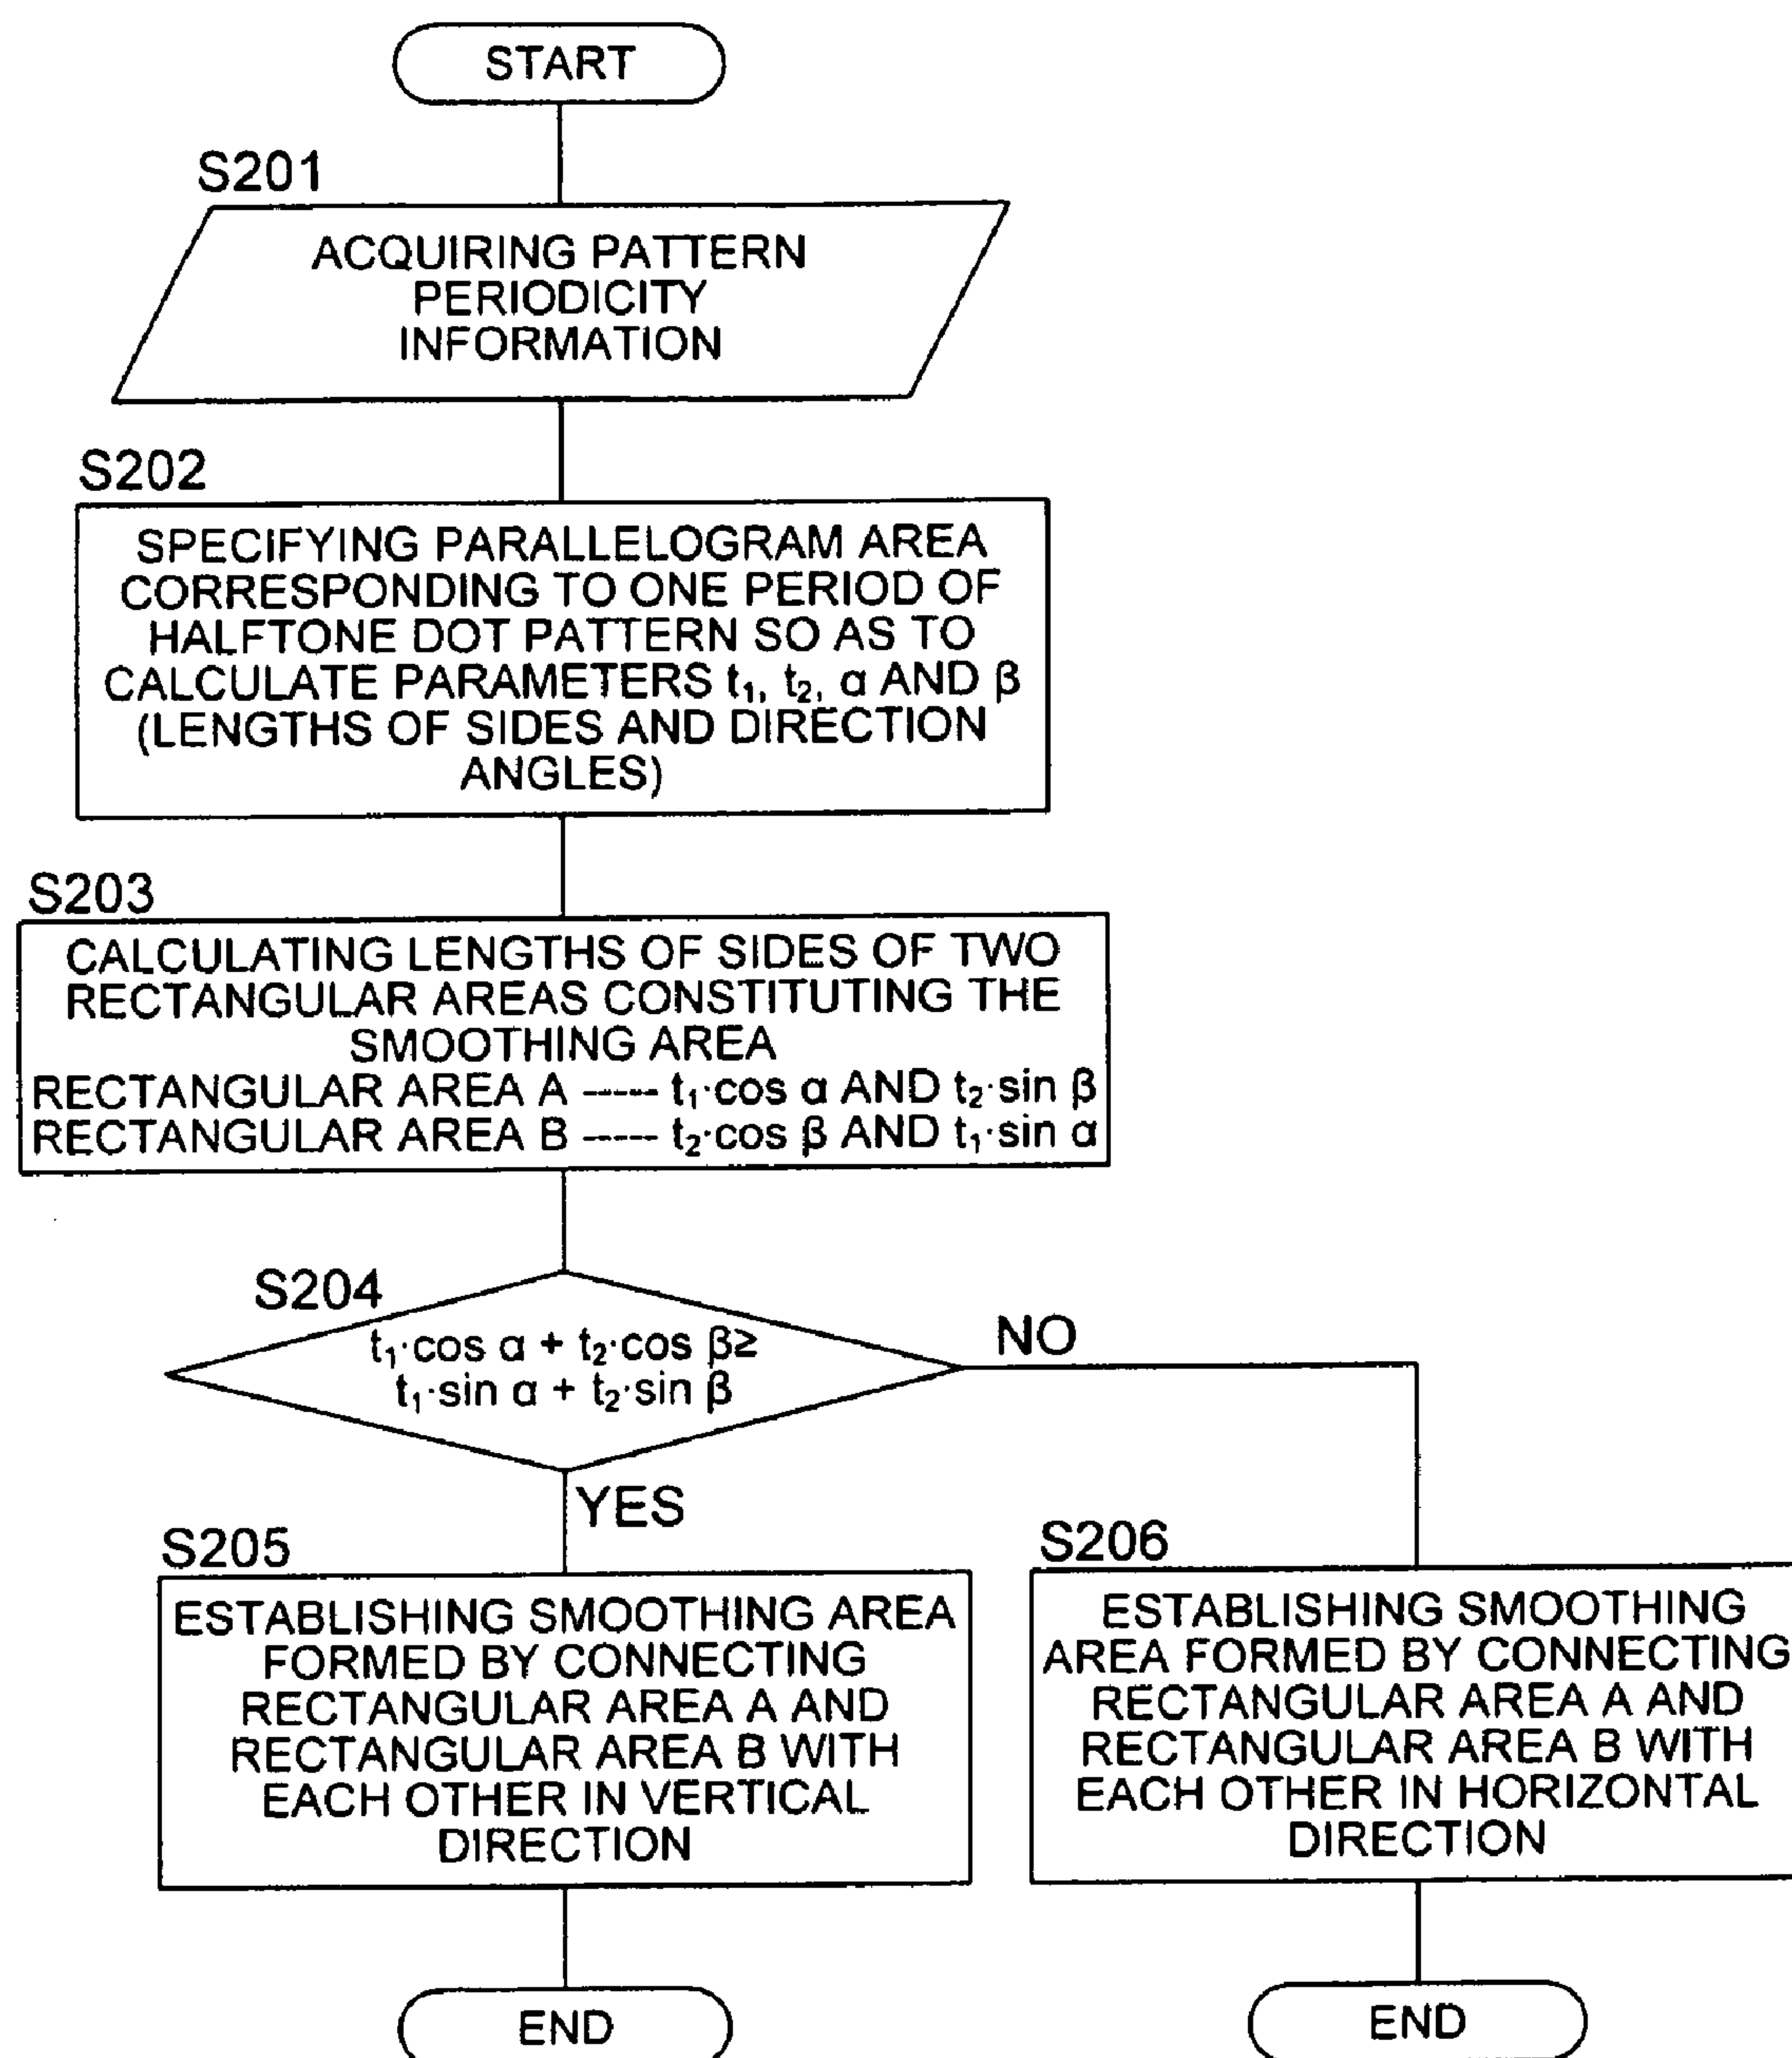 START
S201
ACQUIRING PATTERN
PERIODICITY
INFORMATION
S202
SPECIFYING PARALLELOGRAM AREA
CORRESPONDING TO ONE PERIOD OF
HALFTONE DOT PATTERN SO AS TO
CALCULATE PARAMETERS t₁, t₂, α AND β
(LENGTHS OF SIDES AND DIRECTION
ANGLES)
S203
CALCULATING LENGTHS OF SIDES OF TWO
RECTANGULAR AREAS CONSTITUTING THE
SMOOTHING AREA
RECTANGULAR AREA A ----- t₁·cos α AND t₂·sin β
RECTANGULAR AREA B ----- t₂·cos β AND t₁·sin α
S204
t₁·cos α + t₂·cos β≥
t₁·sin α + t₂·sin β
NO
YES
S205
ESTABLISHING SMOOTHING AREA
FORMED BY CONNECTING
RECTANGULAR AREA A AND
RECTANGULAR AREA B WITH
EACH OTHER IN VERTICAL
DIRECTION
S206
ESTABLISHING SMOOTHING
AREA FORMED BY CONNECTING
RECTANGULAR AREA A AND
RECTANGULAR AREA B WITH
EACH OTHER IN HORIZONTAL
DIRECTION
END
END